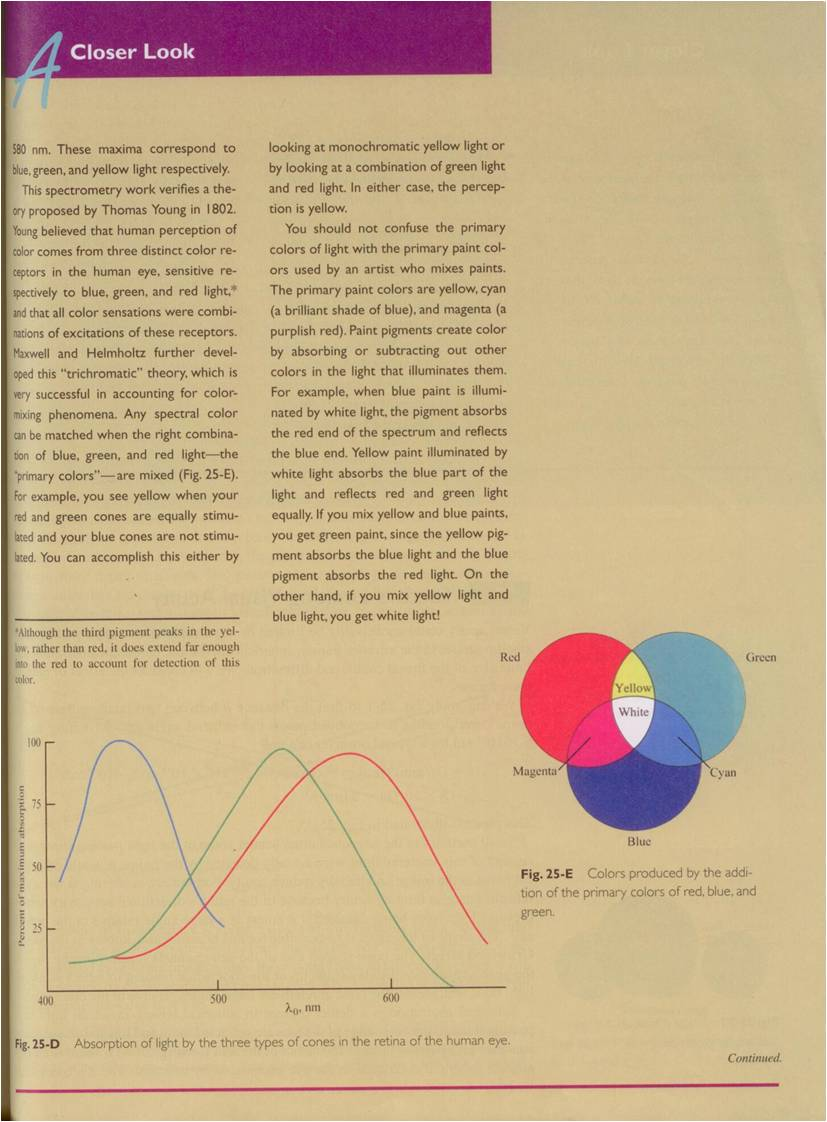 A Closer Look
580 nm. These maxima correspond to
blue, green, and yellow light respectively.
This spectrometry work verifies a the-
ory proposed by Thomas Young in 1802.
Young believed that human perception of
color comes from three distinct color re-
ceptors in the human eye, sensitive re-
spectively to blue, green, and red light,*
and that all color sensations were combi-
nations of excitations of these receptors.
Maxwell and Helmholtz further devel-
oped this “trichromatic” theory, which is
very successful in accounting for color-
mixing phenomena. Any spectral color
can be matched when the right combina-
tion of blue, green, and red light—the
“primary colors”—are mixed (Fig. 25-E).
For example, you see yellow when your
red and green cones are equally stimu-
lated and your blue cones are not stimu-
lated. You can accomplish this either by
*Although the third pigment peaks in the yel-
low, rather than red, it does extend far enough
into the red to account for detection of this
color.
looking at monochromatic yellow light or
by looking at a combination of green light
and red light. In either case, the percep-
tion is yellow.
You should not confuse the primary
colors of light with the primary paint col-
ors used by an artist who mixes paints.
The primary paint colors are yellow, cyan
(a brilliant shade of blue), and magenta (a
purplish red). Paint pigments create color
by absorbing or subtracting out other
colors in the light that illuminates them.
For example, when blue paint is illumi-
nated by white light, the pigment absorbs
the red end of the spectrum and reflects
the blue end. Yellow paint illuminated by
white light absorbs the blue part of the
light and reflects red and green light
equally. If you mix yellow and blue paints,
you get green paint, since the yellow pig-
ment absorbs the blue light and the blue
pigment absorbs the red light. On the
other hand, if you mix yellow light and
blue light, you get white light!
Red
Green
Yellow
White
Magenta
Cyan
Blue
Fig. 25-E Colors produced by the addi-
tion of the primary colors of red, blue, and
green.
Percent of maximum absorption
100
75
50
25
400
500
600
λ0, nm
Fig. 25-D Absorption of light by the three types of cones in the retina of the human eye.
Continued.